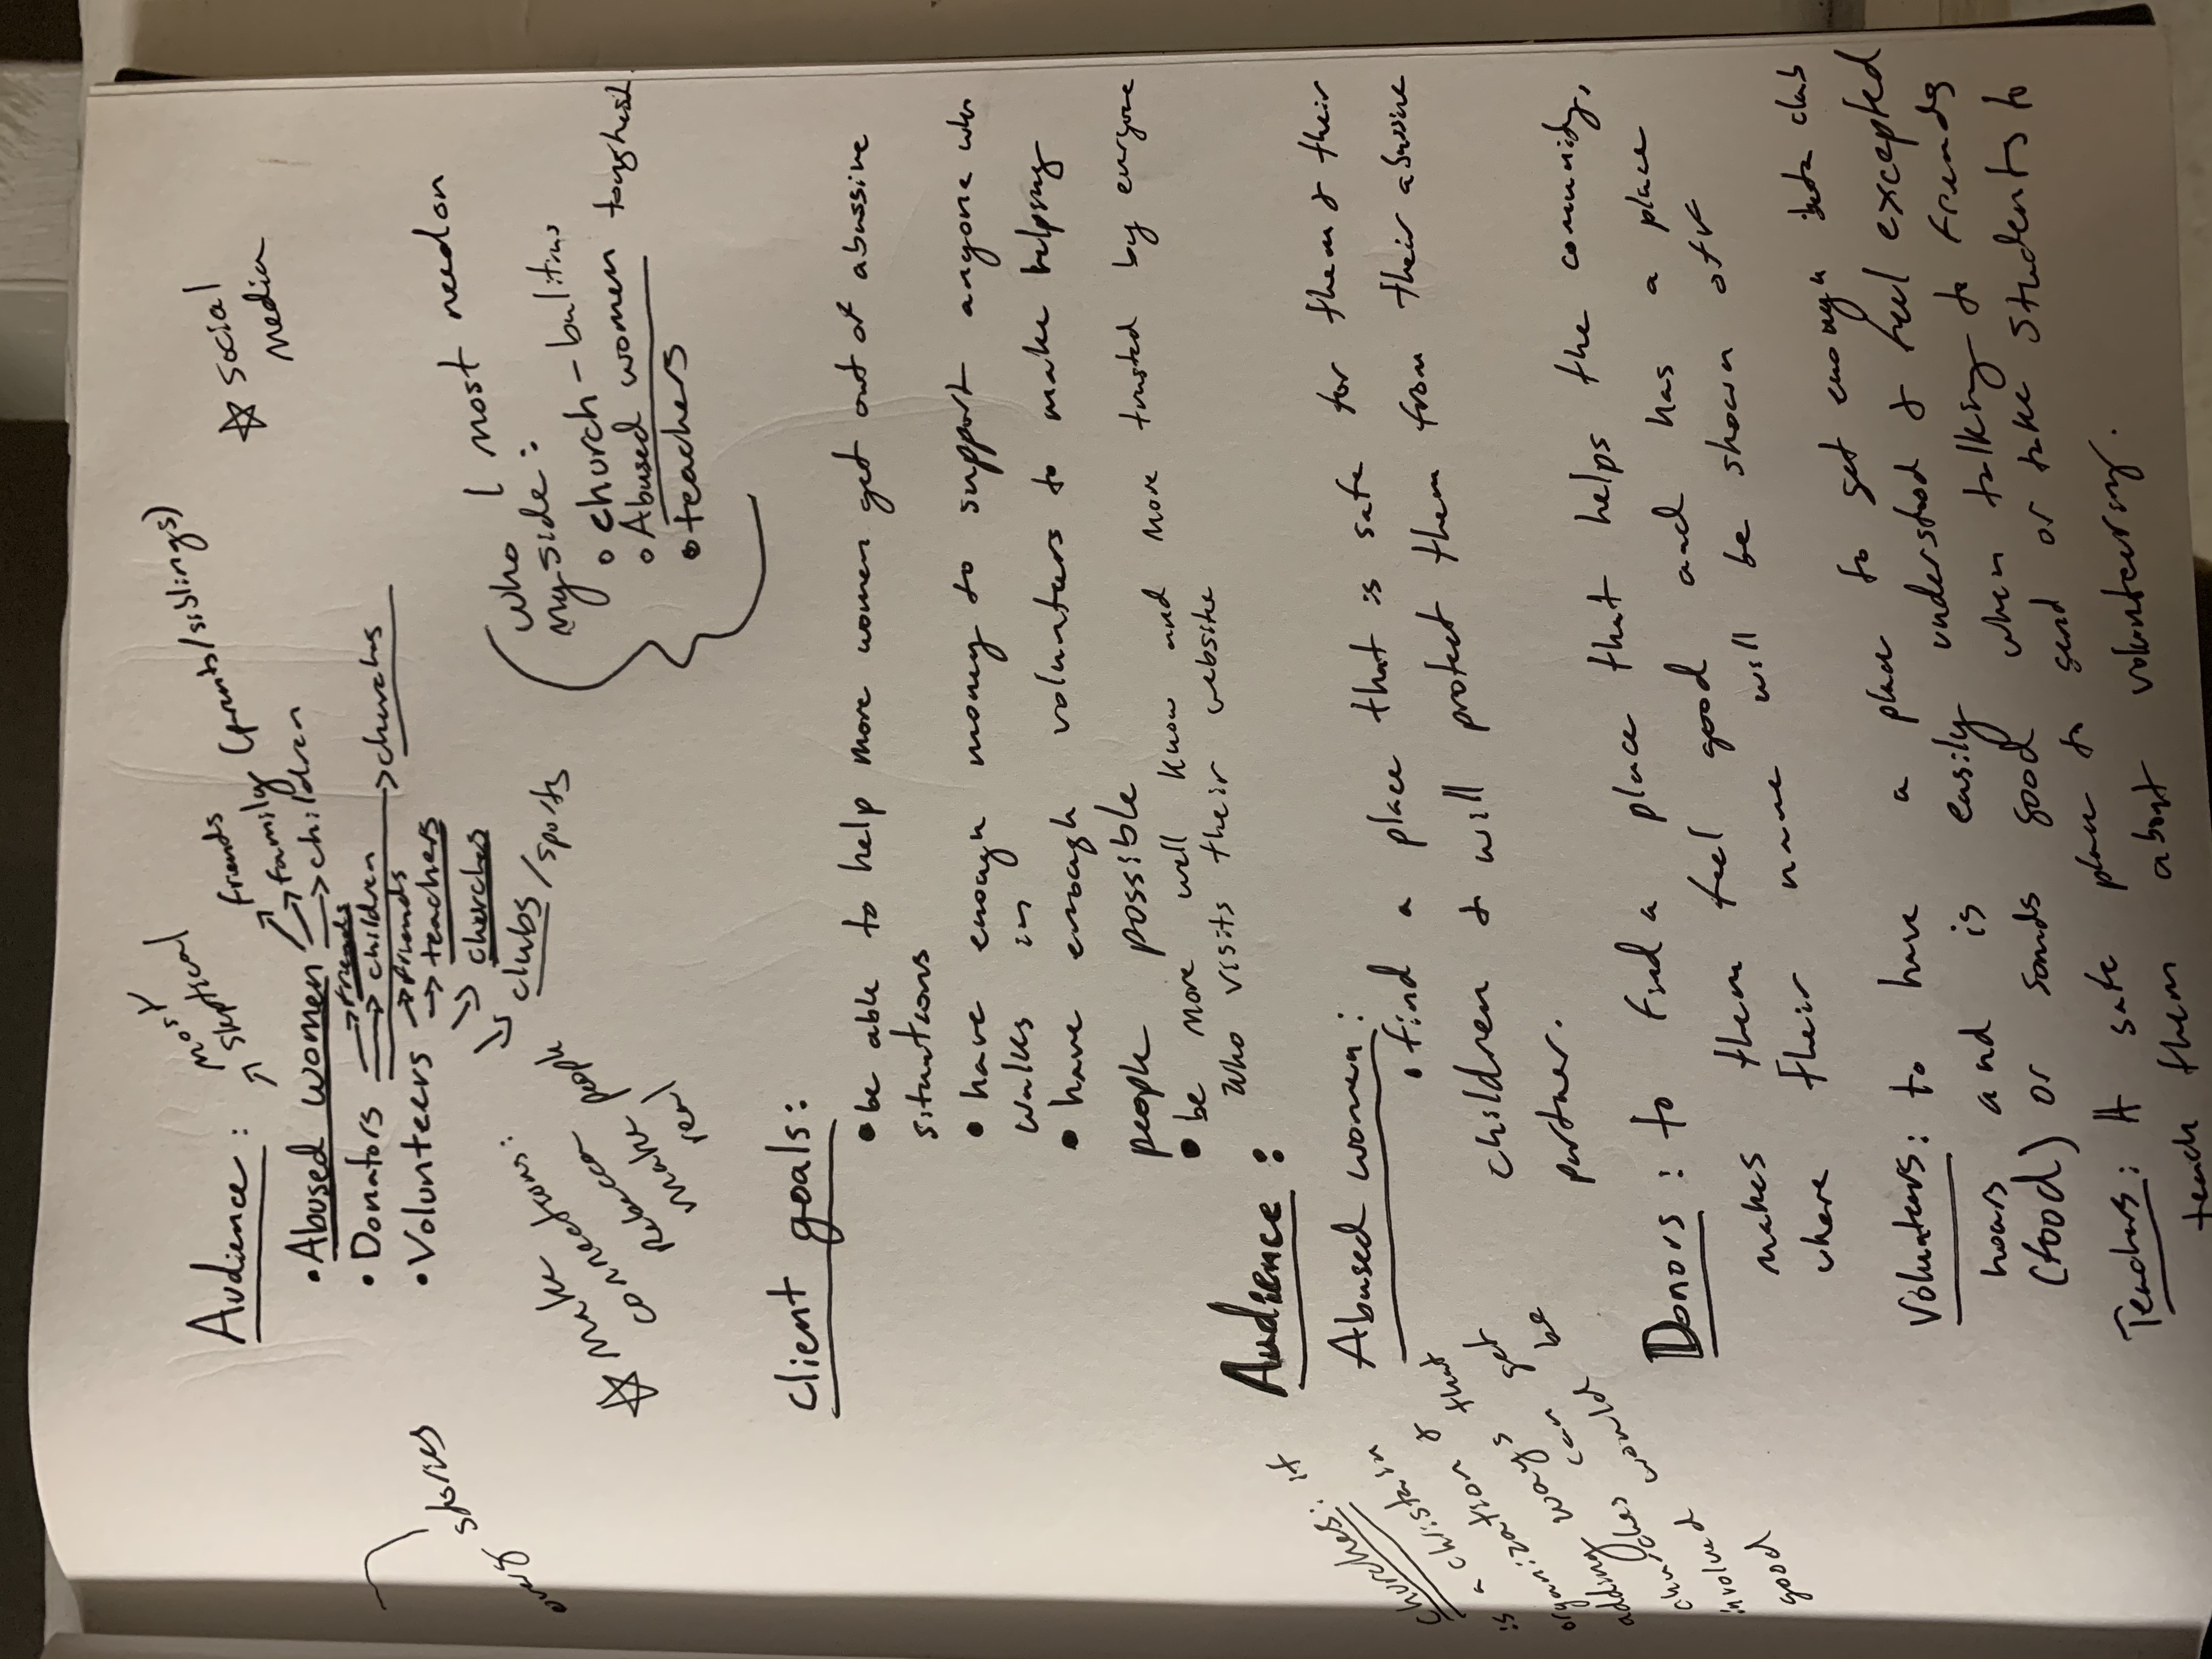 Audience :
most
skeptical
• Abused women
friends
family (parents/siblings)
children
☆ social
media
• Donators
friends
children
churches
• Volunteers
friends
teachers
churches
clubs / sports
stories
☆ make
connections:
Rebecca
make people
real
who I most need on
my side :
○ church - bulitins
○ Abused women toughest
• teachers
Client goals:
• be able to help more women get out of abussive
situations
• have enough money to support anyone who
walks in
• have enough volunteers to make helping
people possible
• be more well know and more trusted by everyone
who visits their website
Audience :
Abused women :
• find a place that is safe for them & their
children & will protect them from their abussive
partner.
churches: it
is a christain
organization &
adding ways that
churches can get
involved would be
good
Donors : to find a place that helps the community,
makes them feel good and has a place
where their name will be shown off
Volunteers: to have a place to get enough beta club
hours and is easily understood & feel excepted
(food) or sounds good when talking to friends
Teachers: A safe place to send or take students to
teach them about volunteering.